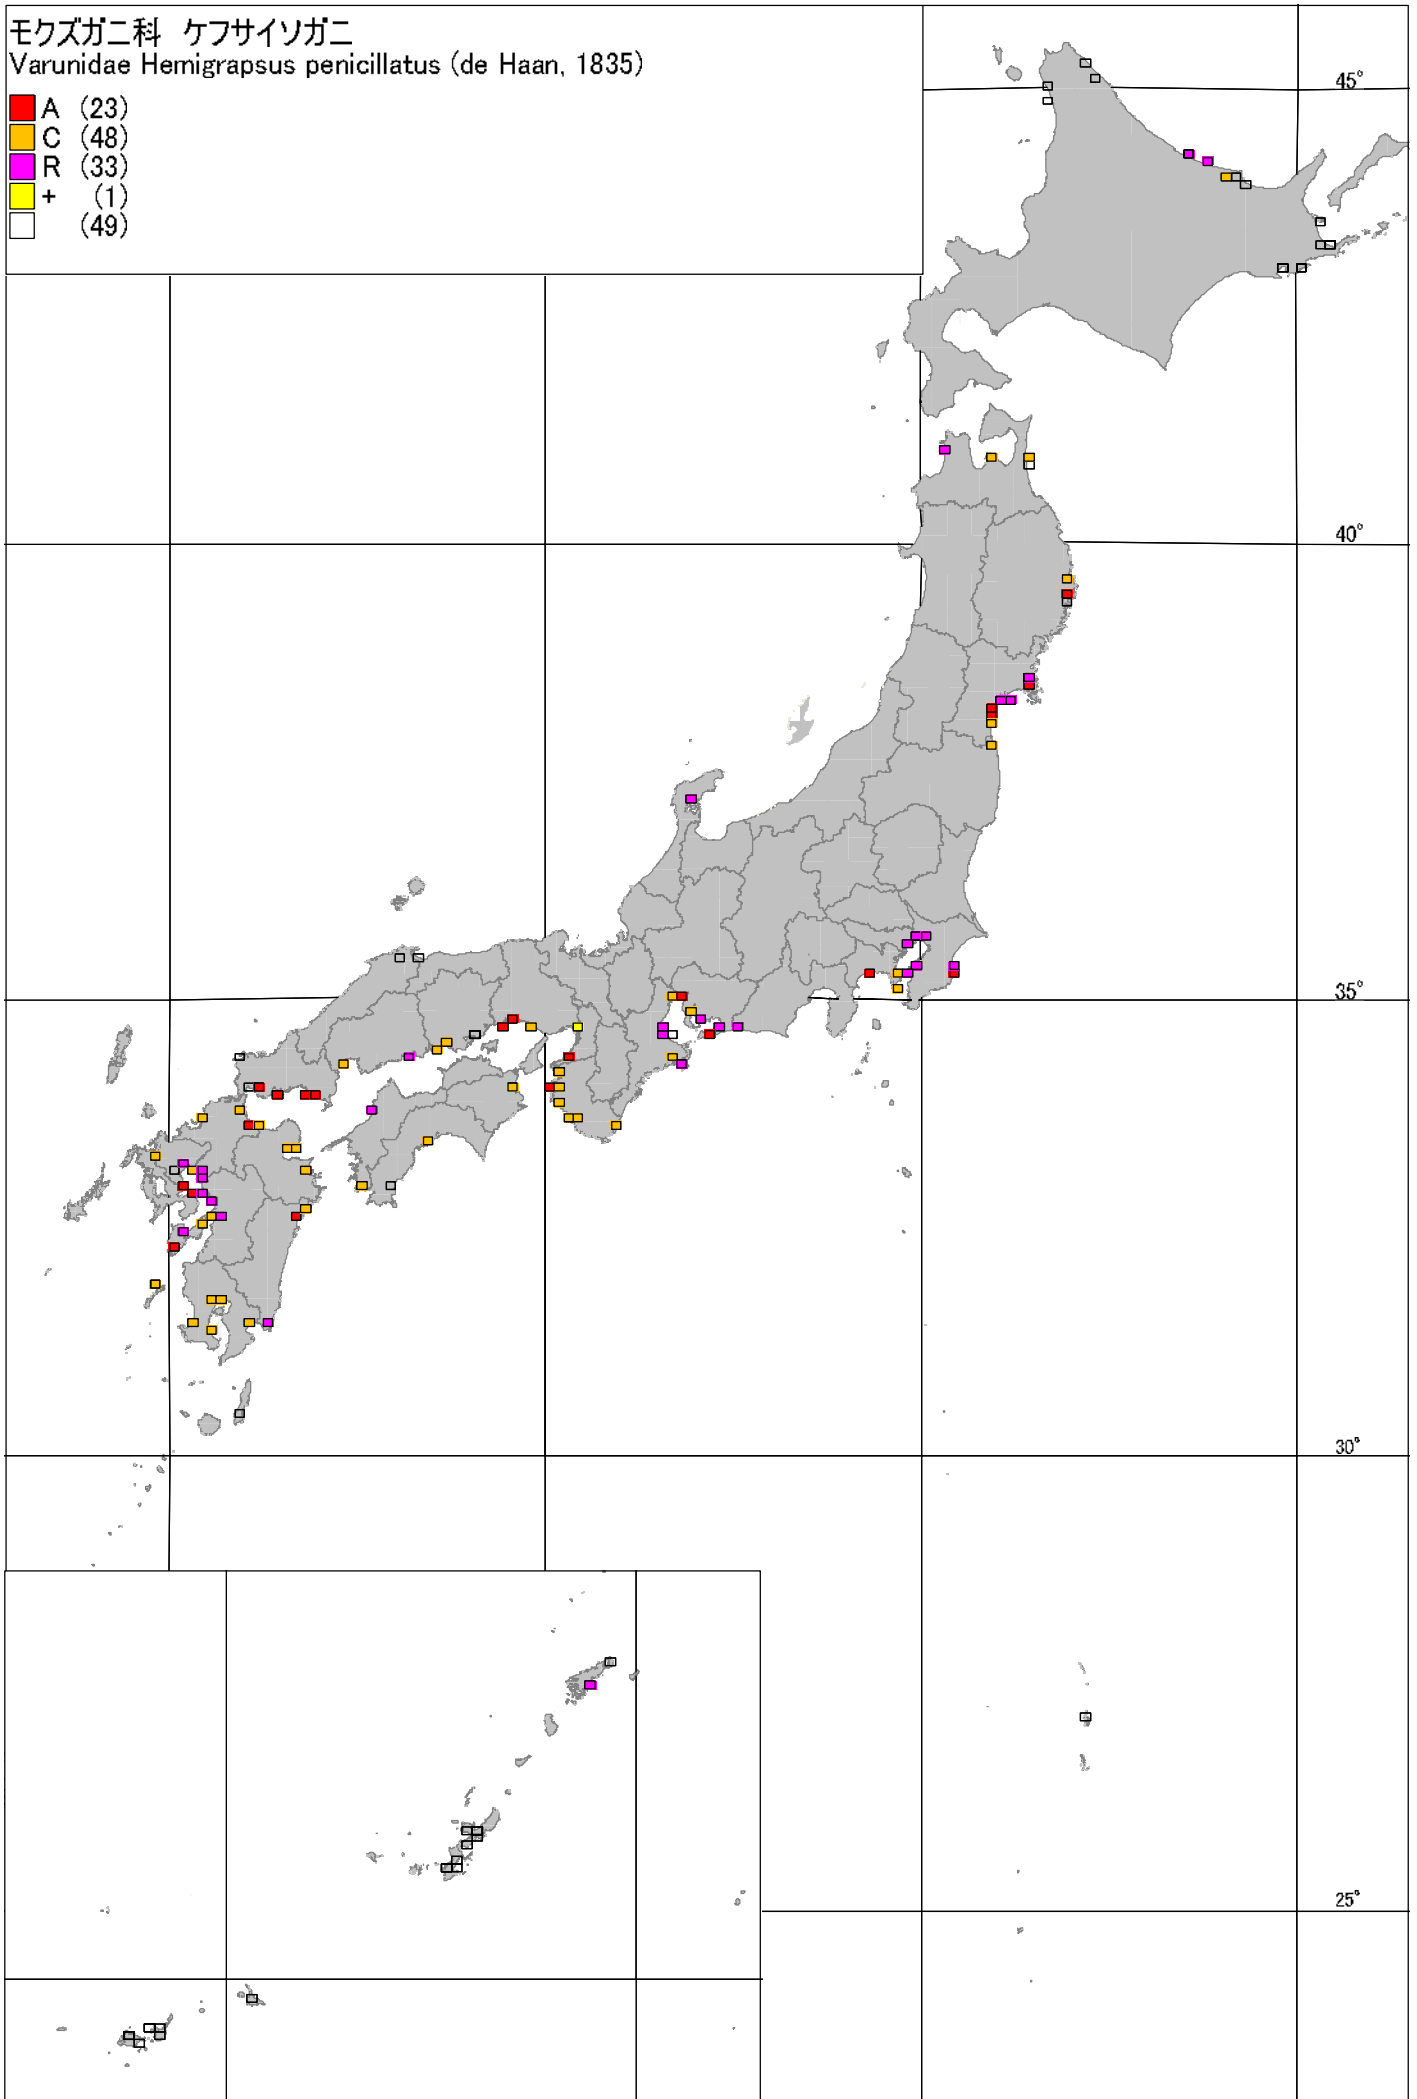 モクズガニ科 ケフサイソガニ
Varunidae Hemigrapsus penicillatus (de Haan, 1835)
A (23)
C (48)
R (33)
+ (1)
(49)
45°
40°
35°
30°
25°